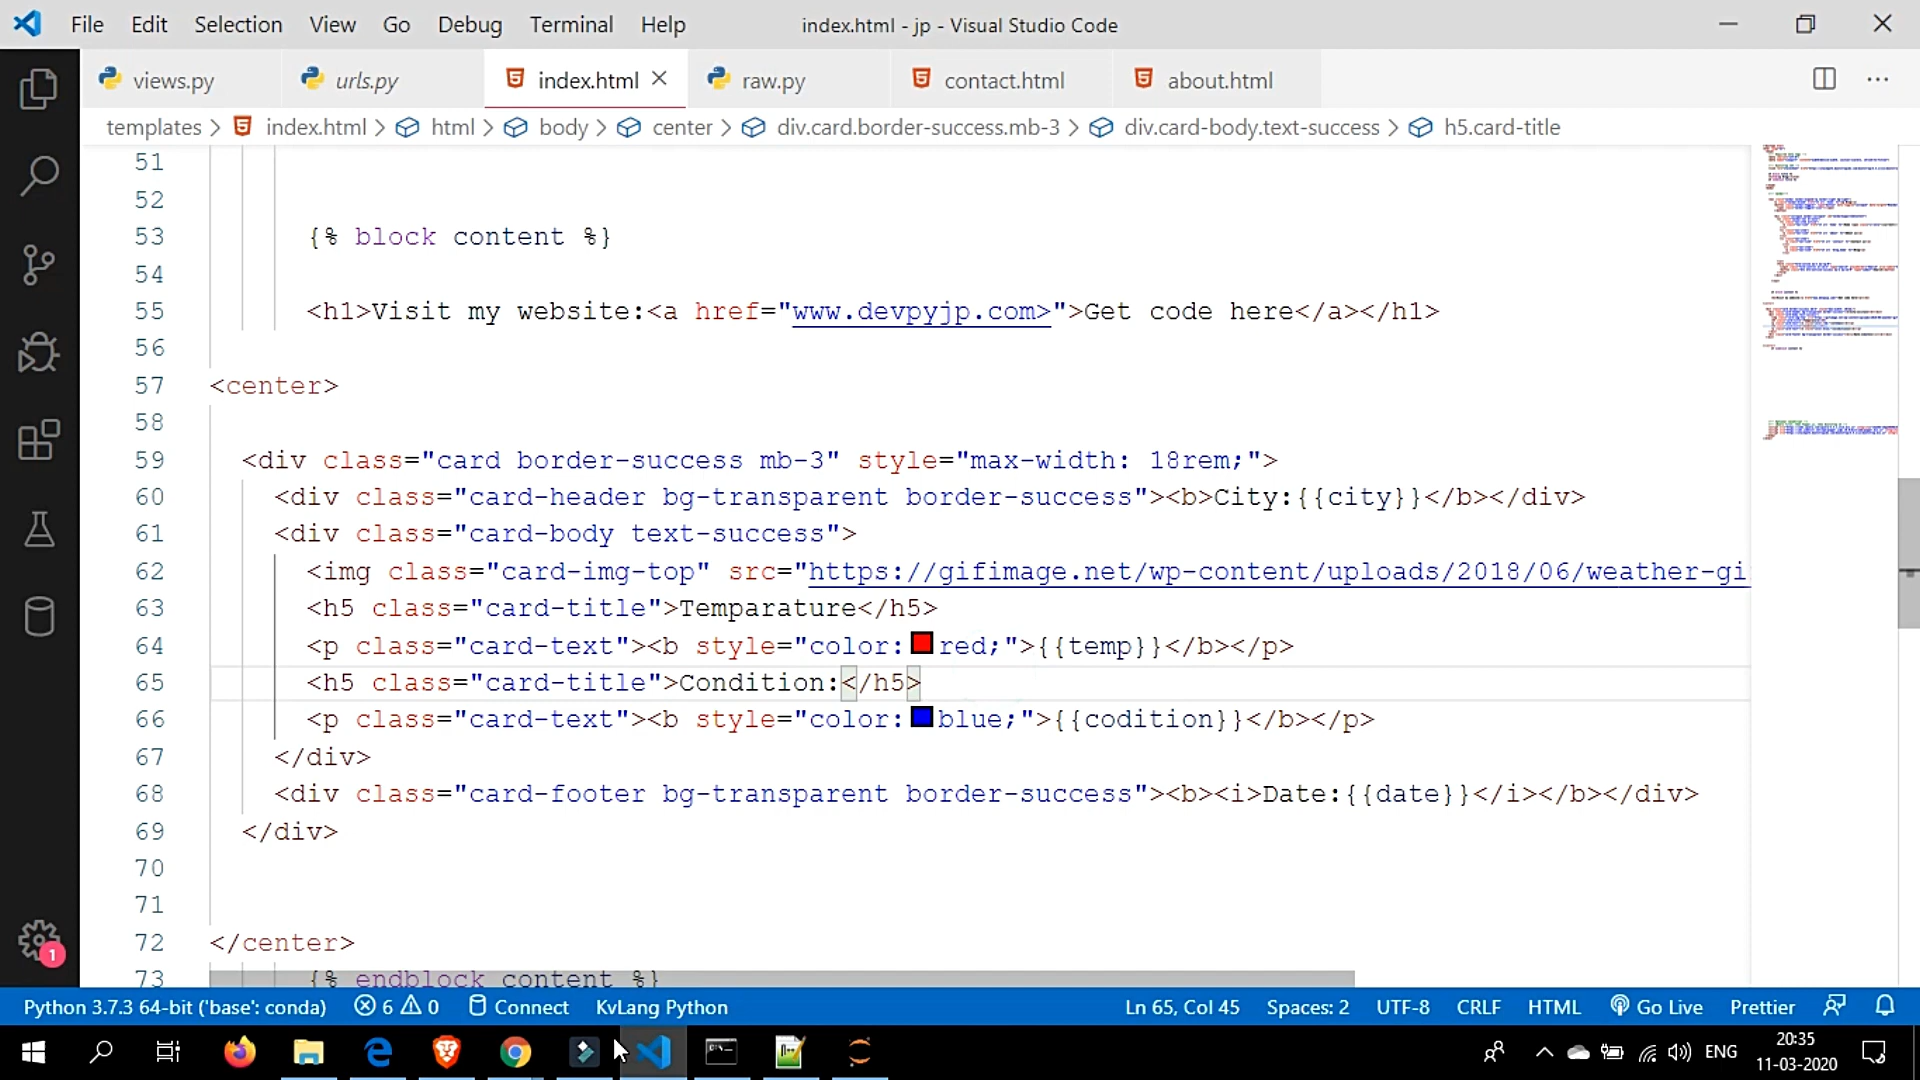 File Edit Selection View Go Debug Terminal Help index.html - jp - Visual Studio Code
views.py urls.py index.html raw.py contact.html about.html
templates > index.html > html > body > center > div.card.border-success.mb-3 > div.card-body.text-success > h5.card-title
51
52
53 {% block content %}
54
55 <h1>Visit my website:<a href="www.devpyjp.com>">Get code here</a></h1>
56
57 <center>
58
59 <div class="card border-success mb-3" style="max-width: 18rem;">
60 <div class="card-header bg-transparent border-success"><b>City:{{city}}</b></div>
61 <div class="card-body text-success">
62 <img class="card-img-top" src="https://gifimage.net/wp-content/uploads/2018/06/weather-gi
63 <h5 class="card-title">Temparature</h5>
64 <p class="card-text"><b style="color:red;">{{temp}}</b></p>
65 <h5 class="card-title">Condition:</h5>
66 <p class="card-text"><b style="color:blue;">{{codition}}</b></p>
67 </div>
68 <div class="card-footer bg-transparent border-success"><b><i>Date:{{date}}</i></b></div>
69 </div>
70
71
72 </center>
73 {% endblock content %}
1
Python 3.7.3 64-bit ('base': conda) 6 0 Connect KvLang Python Ln 65, Col 45 Spaces: 2 UTF-8 CRLF HTML Go Live Prettier
ENG 20:35
11-03-2020